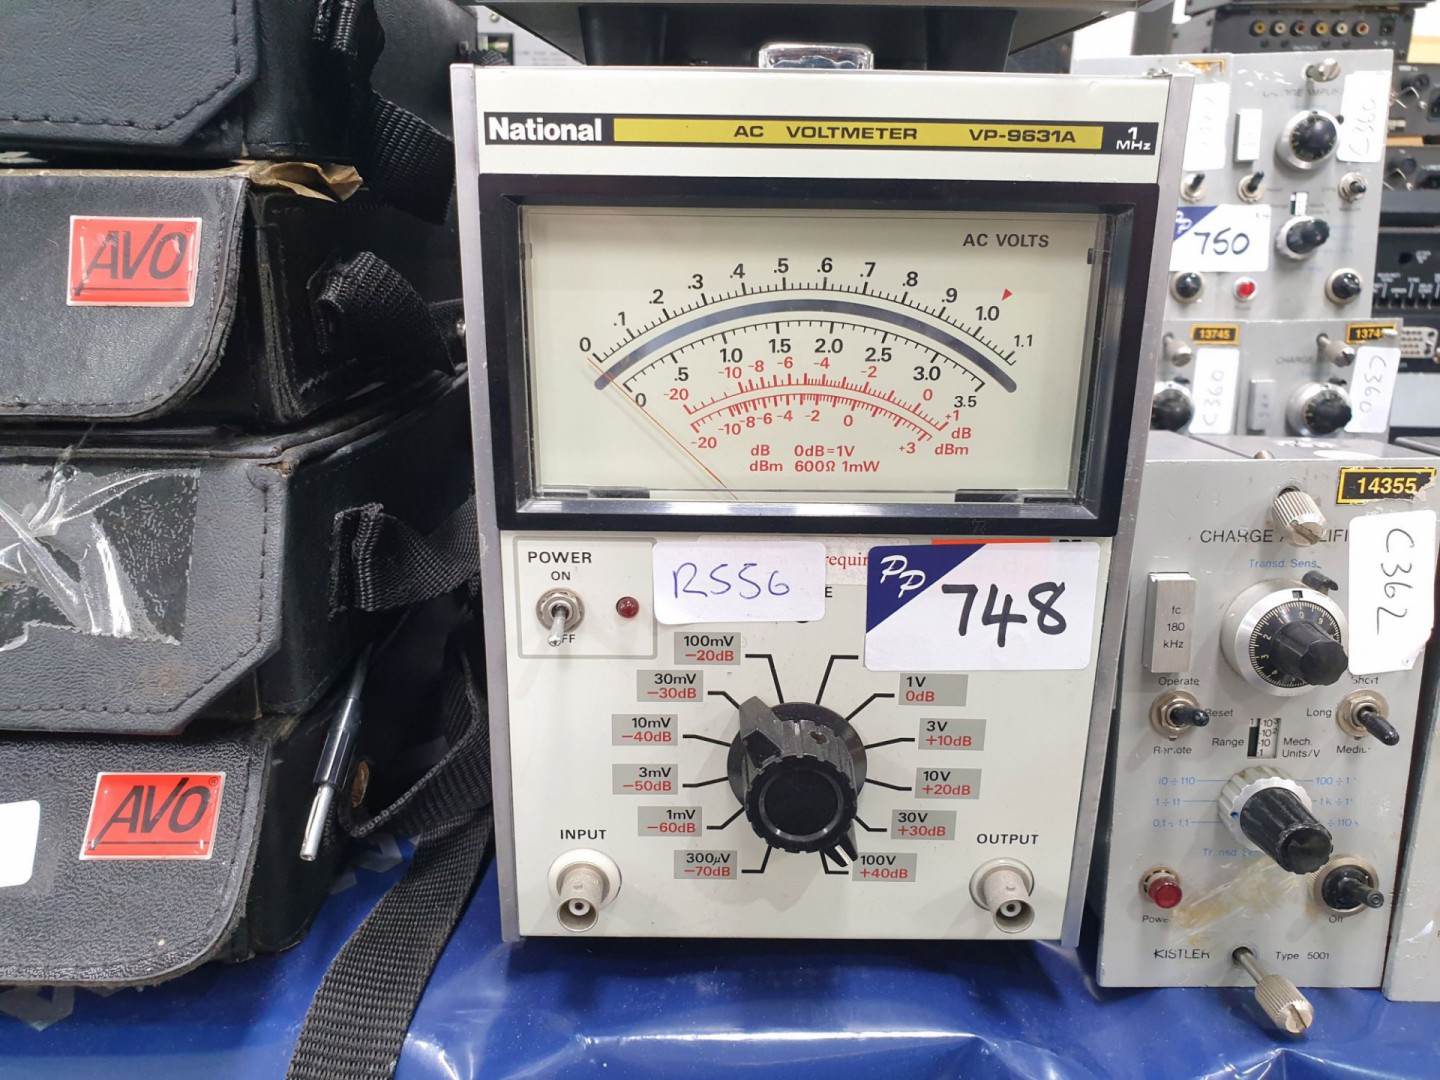 AVO
AVO
National AC VOLTMETER VP-9631A 1 MHz
AC VOLTS
0 .1 .2 .3 .4 .5 .6 .7 .8 .9 1.0 1.1
0 .5 1.0 1.5 2.0 2.5 3.0 3.5
-20 -10 -8 -6 -4 -2 0 +1 dB
-20 -10 -8 -6 -4 -2 0 +3 dBm
dB 0dB=1V
dBm 600Ω 1mW
POWER
ON
RSS6
PP 748
100mV
-20dB
30mV
-30dB
10mV
-40dB
3mV
-50dB
1mV
-60dB
300μV
-70dB
1V
0dB
3V
+10dB
10V
+20dB
30V
+30dB
100V
+40dB
INPUT
OUTPUT
PP 750
13745
C360
C360
14355
C362
Transd. Sens.
fc
180
kHz
Operate
Reset
Remote
Short
Long
Range
Mech.
Units/V
KISTLER Type 5001